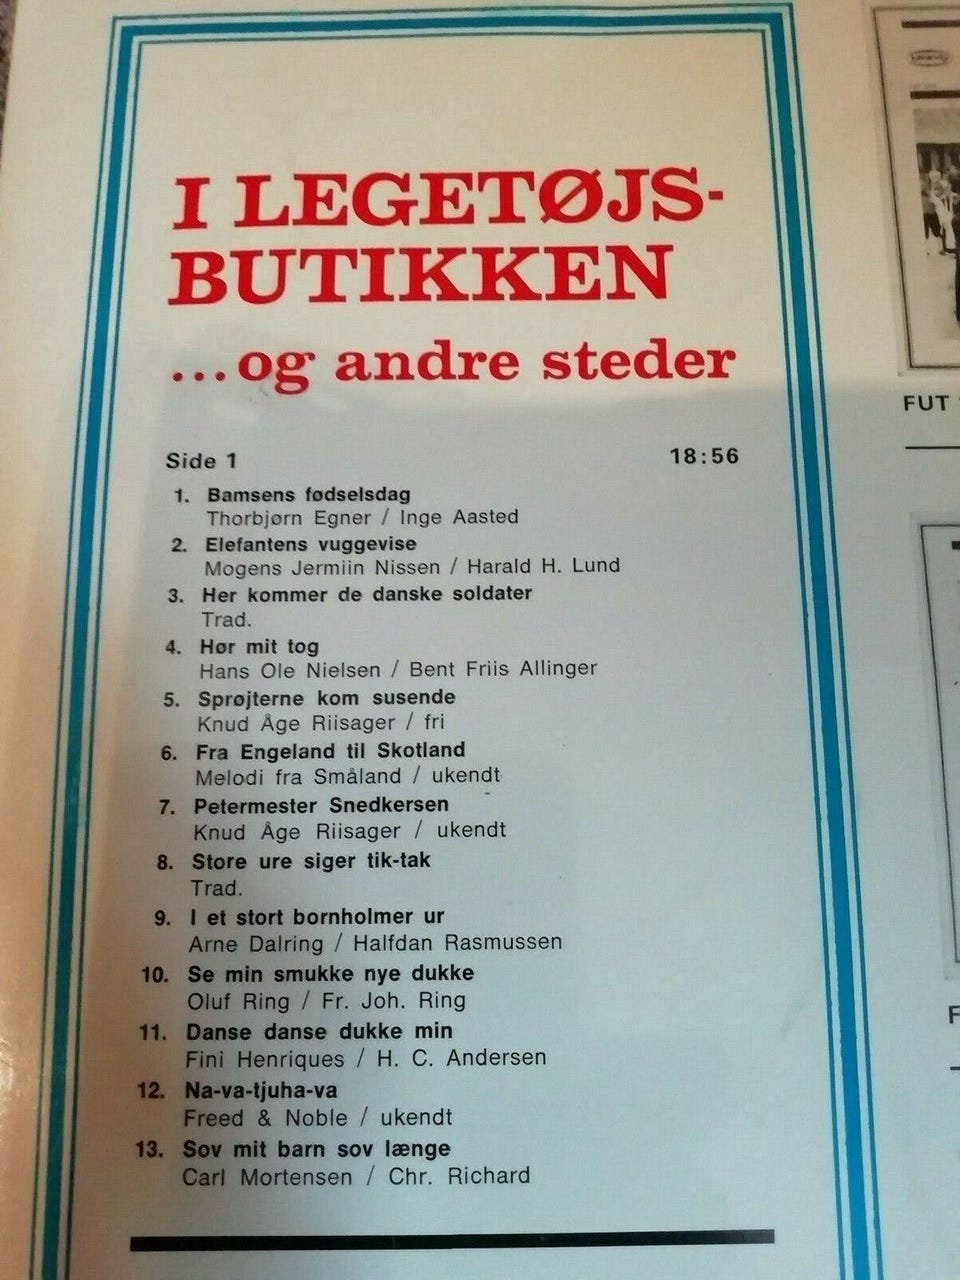 I LEGETØJS-
BUTIKKEN
...og andre steder
Side 1 18:56
1. Bamsens fødselsdag
Thorbjørn Egner / Inge Aasted
2. Elefantens vuggevise
Mogens Jermiin Nissen / Harald H. Lund
3. Her kommer de danske soldater
Trad.
4. Hør mit tog
Hans Ole Nielsen / Bent Friis Allinger
5. Sprøjterne kom susende
Knud Åge Riisager / fri
6. Fra Engeland til Skotland
Melodi fra Småland / ukendt
7. Petermester Snedkersen
Knud Åge Riisager / ukendt
8. Store ure siger tik-tak
Trad.
9. I et stort bornholmer ur
Arne Dalring / Halfdan Rasmussen
10. Se min smukke nye dukke
Oluf Ring / Fr. Joh. Ring
11. Danse danse dukke min
Fini Henriques / H. C. Andersen
12. Na-va-tjuha-va
Freed & Noble / ukendt
13. Sov mit barn sov længe
Carl Mortensen / Chr. Richard
FUT
F